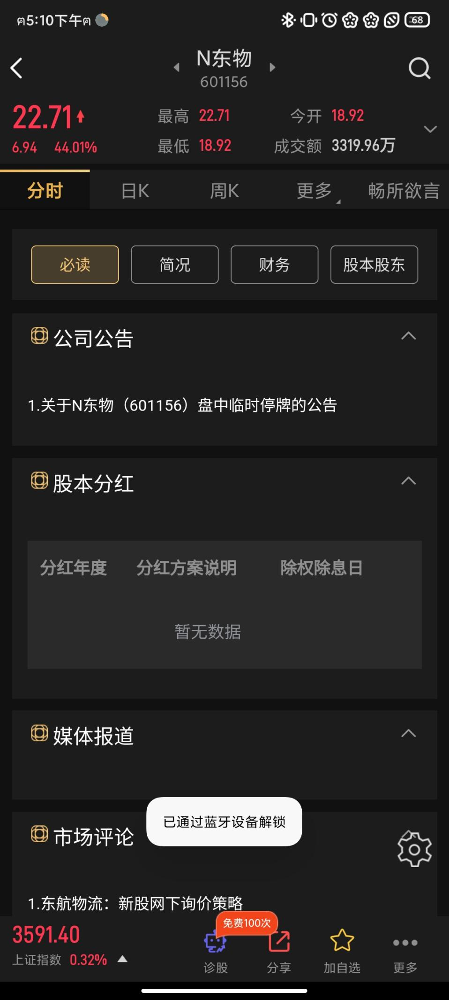 ฅ5:10下午ฅ
68
N东物
601156
22.71
最高 22.71 今开 18.92
6.94 44.01% 最低 18.92 成交额 3319.96万
分时 日K 周K 更多 畅所欲言
必读 简况 财务 股本股东
公司公告
1.关于N东物（601156）盘中临时停牌的公告
股本分红
分红年度 分红方案说明 除权除息日
暂无数据
媒体报道
已通过蓝牙设备解锁
市场评论
1.东航物流：新股网下询价策略
免费100次
3591.40
上证指数 0.32%
诊股 分享 加自选 更多